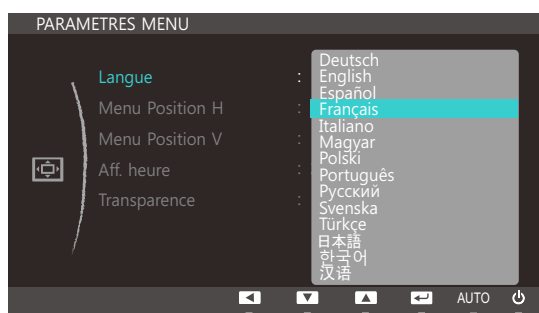 PARAMETRES MENU
Langue :
Deutsch
English
Español
Français
Italiano
Magyar
Polski
Português
Русский
Svenska
Türkçe
日本語
한국어
汉语
Menu Position H :
Menu Position V :
Aff. heure :
Transparence :
AUTO